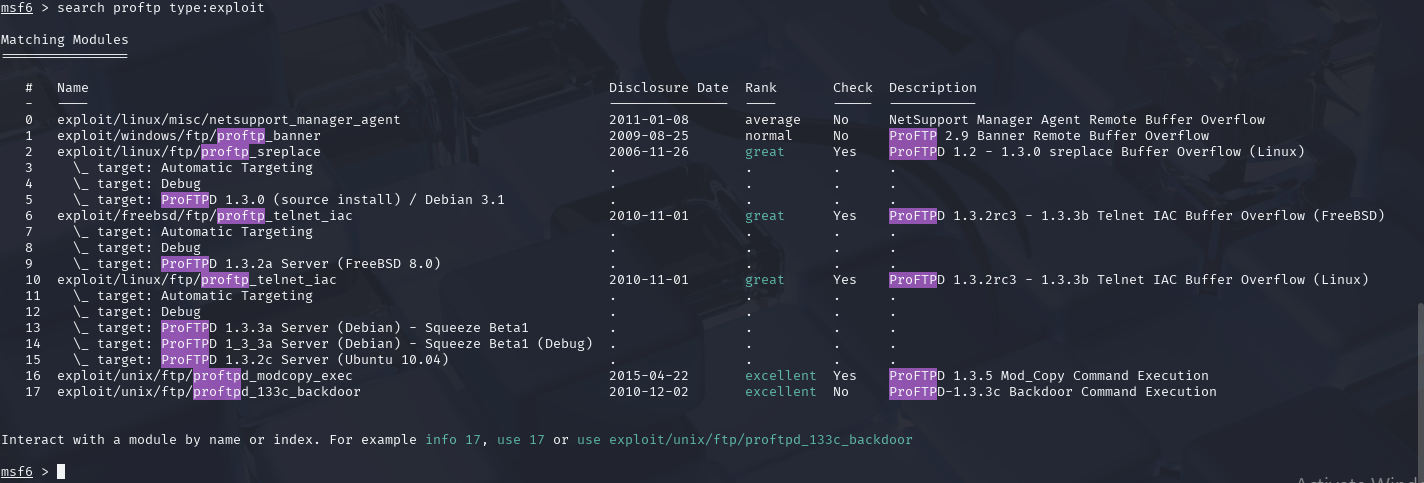 msf6 > search proftp type:exploit
Matching Modules
================
# Name Disclosure Date Rank Check Description
- ---- --------------- ---- ----- -----------
0 exploit/linux/misc/netsupport_manager_agent 2011-01-08 average No NetSupport Manager Agent Remote Buffer Overflow
1 exploit/windows/ftp/proftp_banner 2009-08-25 normal No ProFTP 2.9 Banner Remote Buffer Overflow
2 exploit/linux/ftp/proftp_sreplace 2006-11-26 great Yes ProFTPD 1.2 - 1.3.0 sreplace Buffer Overflow (Linux)
3 \_ target: Automatic Targeting . . . .
4 \_ target: Debug . . . .
5 \_ target: ProFTPD 1.3.0 (source install) / Debian 3.1 . . . .
6 exploit/freebsd/ftp/proftp_telnet_iac 2010-11-01 great Yes ProFTPD 1.3.2rc3 - 1.3.3b Telnet IAC Buffer Overflow (FreeBSD)
7 \_ target: Automatic Targeting . . . .
8 \_ target: Debug . . . .
9 \_ target: ProFTPD 1.3.2a Server (FreeBSD 8.0) . . . .
10 exploit/linux/ftp/proftp_telnet_iac 2010-11-01 great Yes ProFTPD 1.3.2rc3 - 1.3.3b Telnet IAC Buffer Overflow (Linux)
11 \_ target: Automatic Targeting . . . .
12 \_ target: Debug . . . .
13 \_ target: ProFTPD 1.3.3a Server (Debian) - Squeeze Beta1 . . . .
14 \_ target: ProFTPD 1_3_3a Server (Debian) - Squeeze Beta1 (Debug) . . . .
15 \_ target: ProFTPD 1.3.2c Server (Ubuntu 10.04) . . . .
16 exploit/unix/ftp/proftpd_modcopy_exec 2015-04-22 excellent Yes ProFTPD 1.3.5 Mod_Copy Command Execution
17 exploit/unix/ftp/proftpd_133c_backdoor 2010-12-02 excellent No ProFTPD-1.3.3c Backdoor Command Execution
Interact with a module by name or index. For example info 17, use 17 or use exploit/unix/ftp/proftpd_133c_backdoor
msf6 >